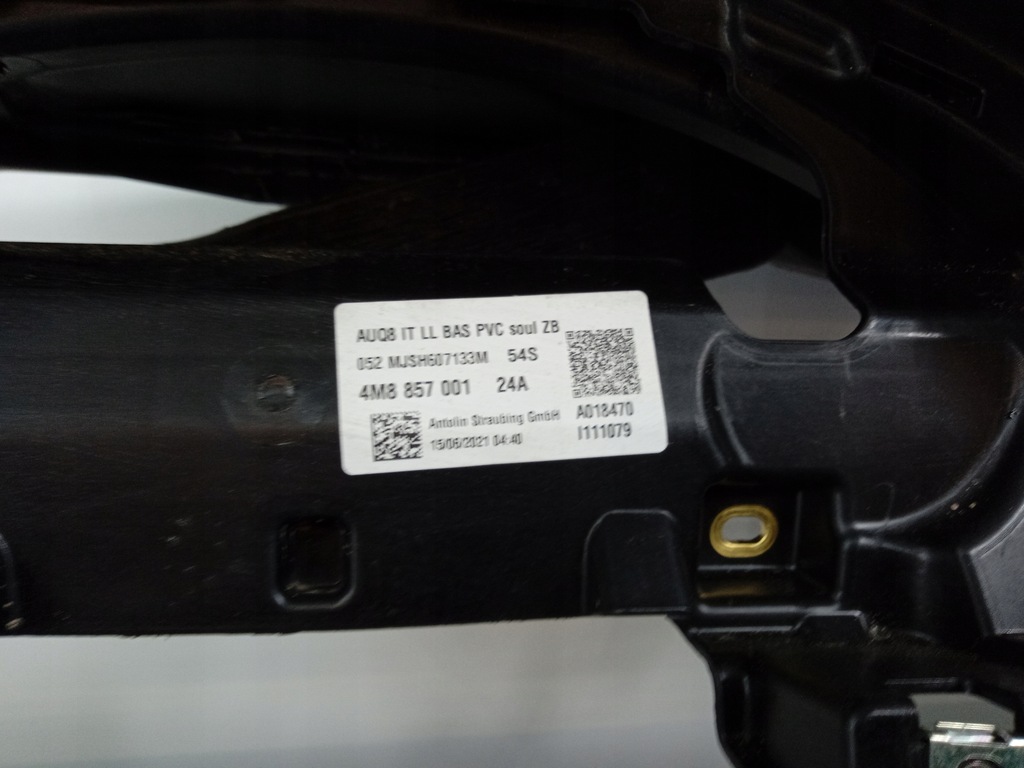 AUQ8 IT LL BAS PVC soul ZB
052 MJSH607133M 54S
4M8 857 001 24A
Antolin Straubing GmbH
15/06/2021 04:40
A018470
I111079